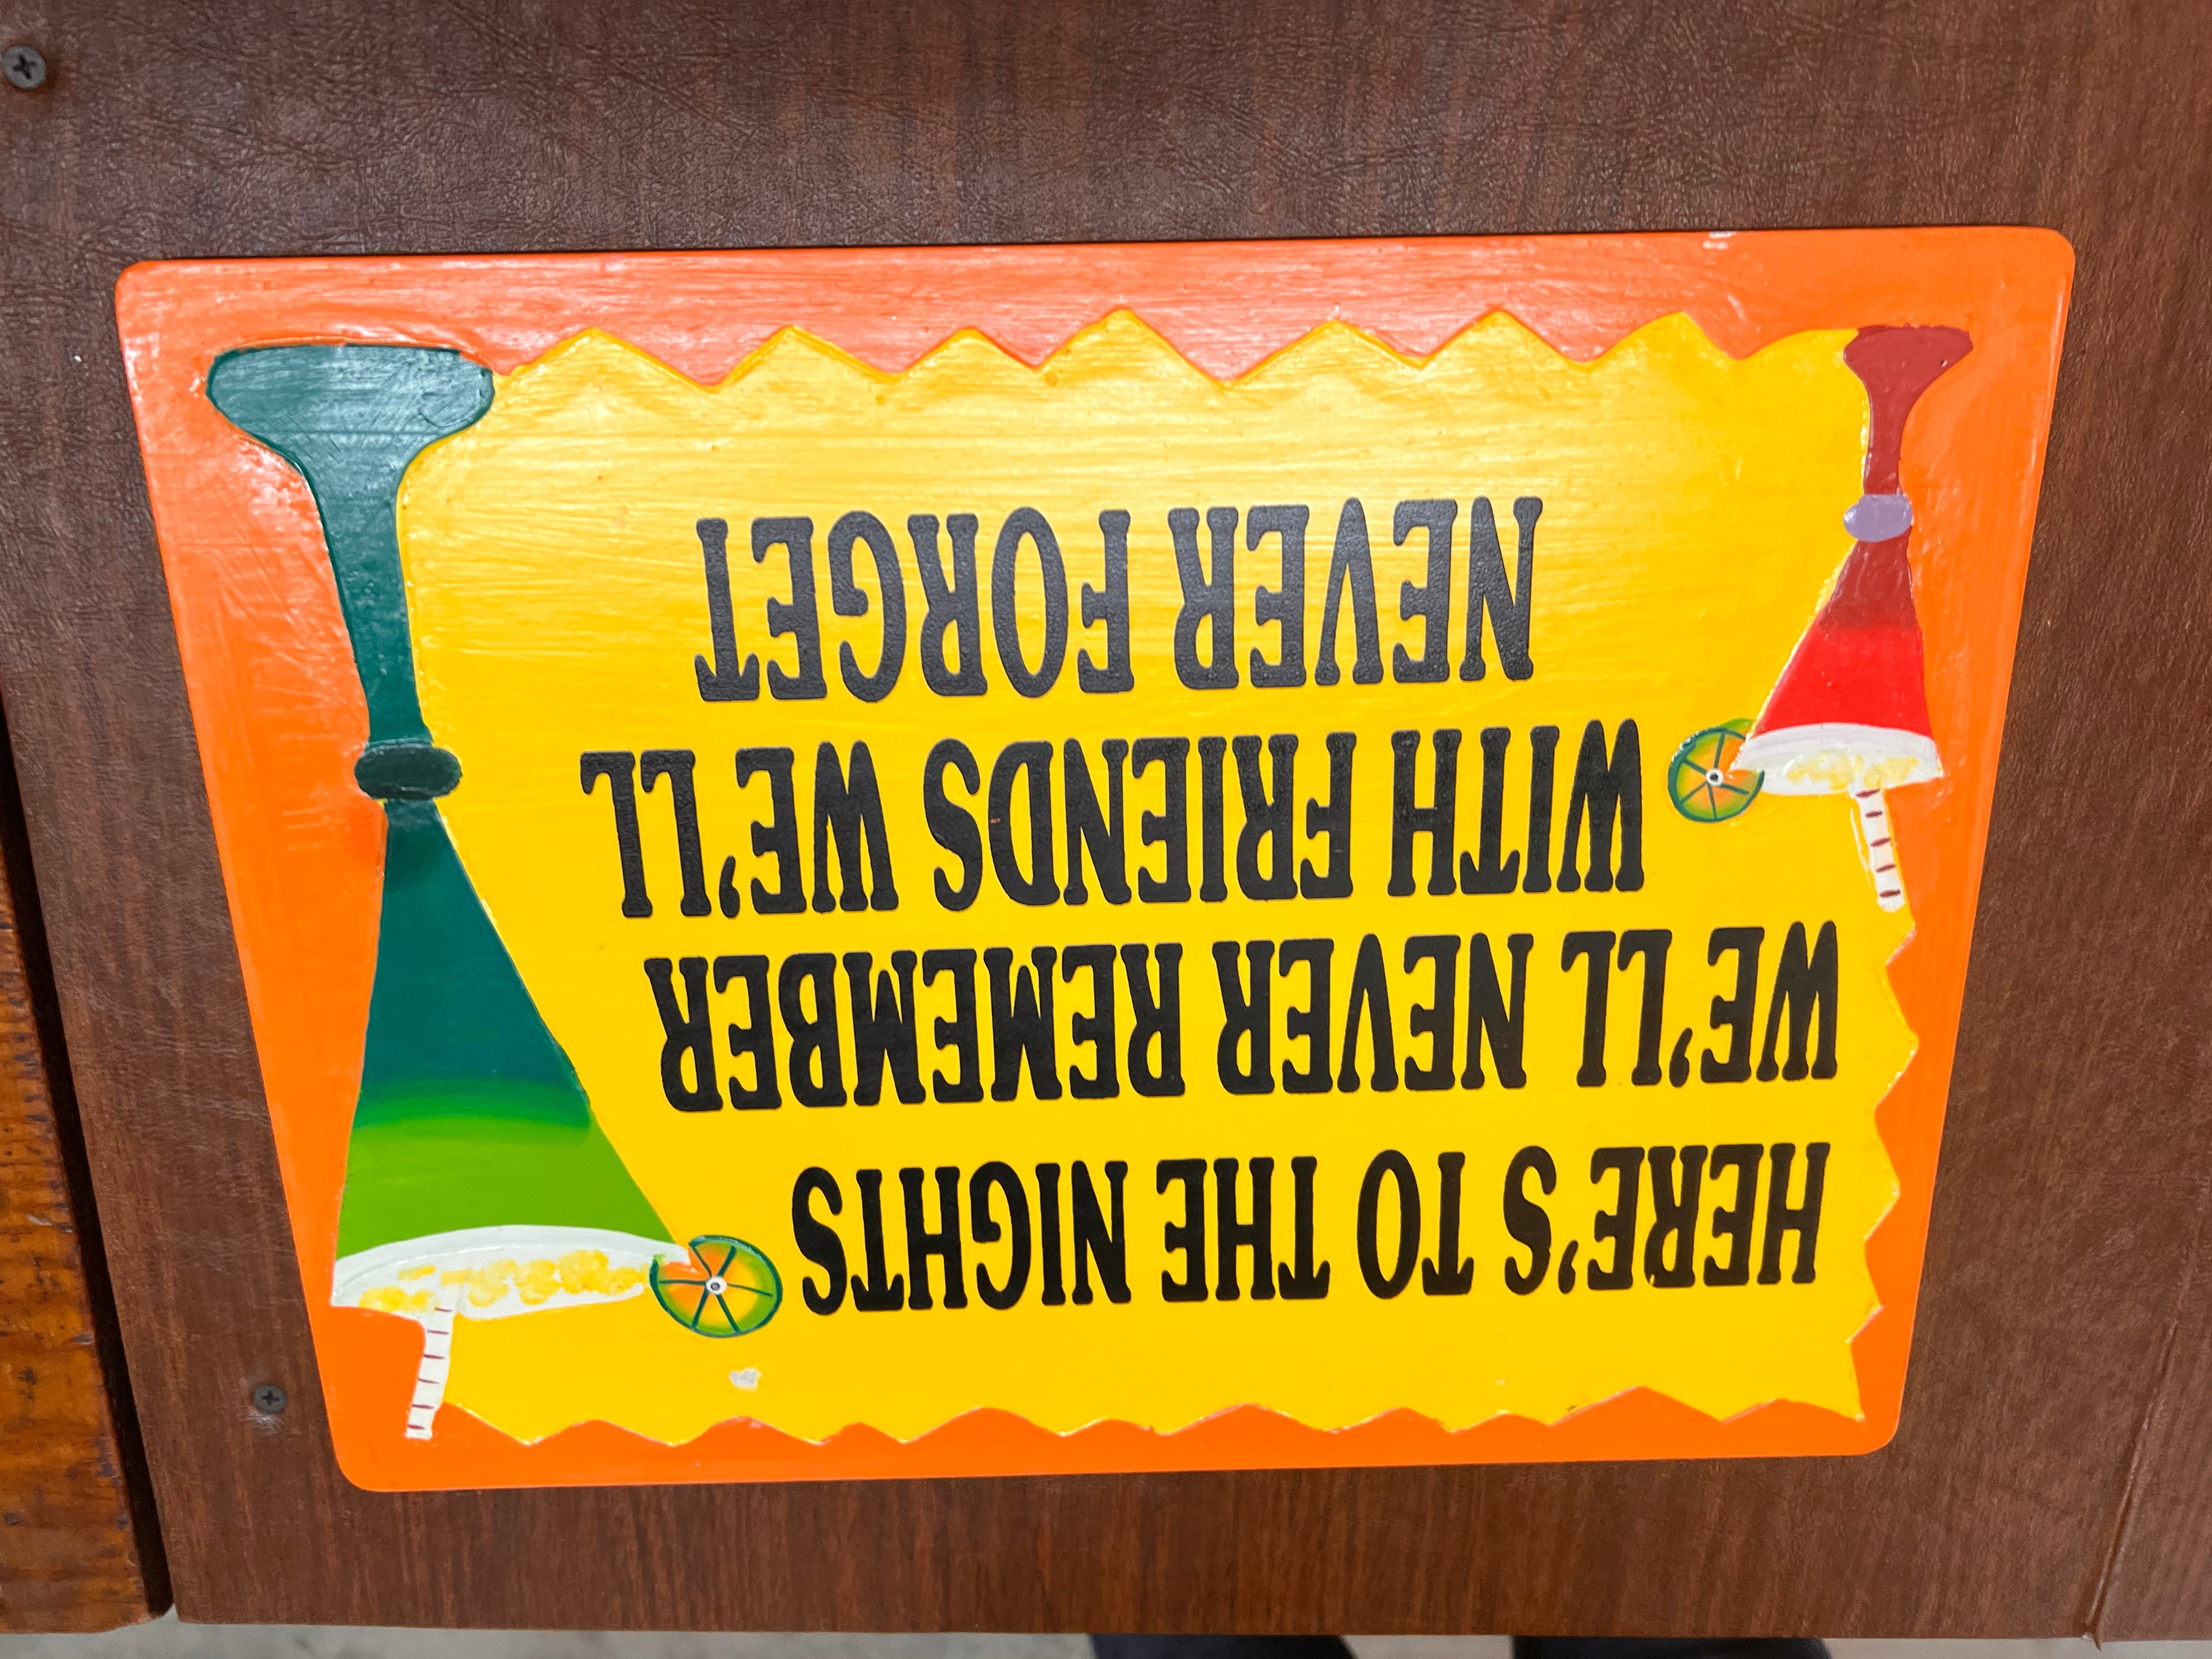 HERE'S TO THE NIGHTS
WE'LL NEVER REMEMBER
WITH FRIENDS WE'LL
NEVER FORGET